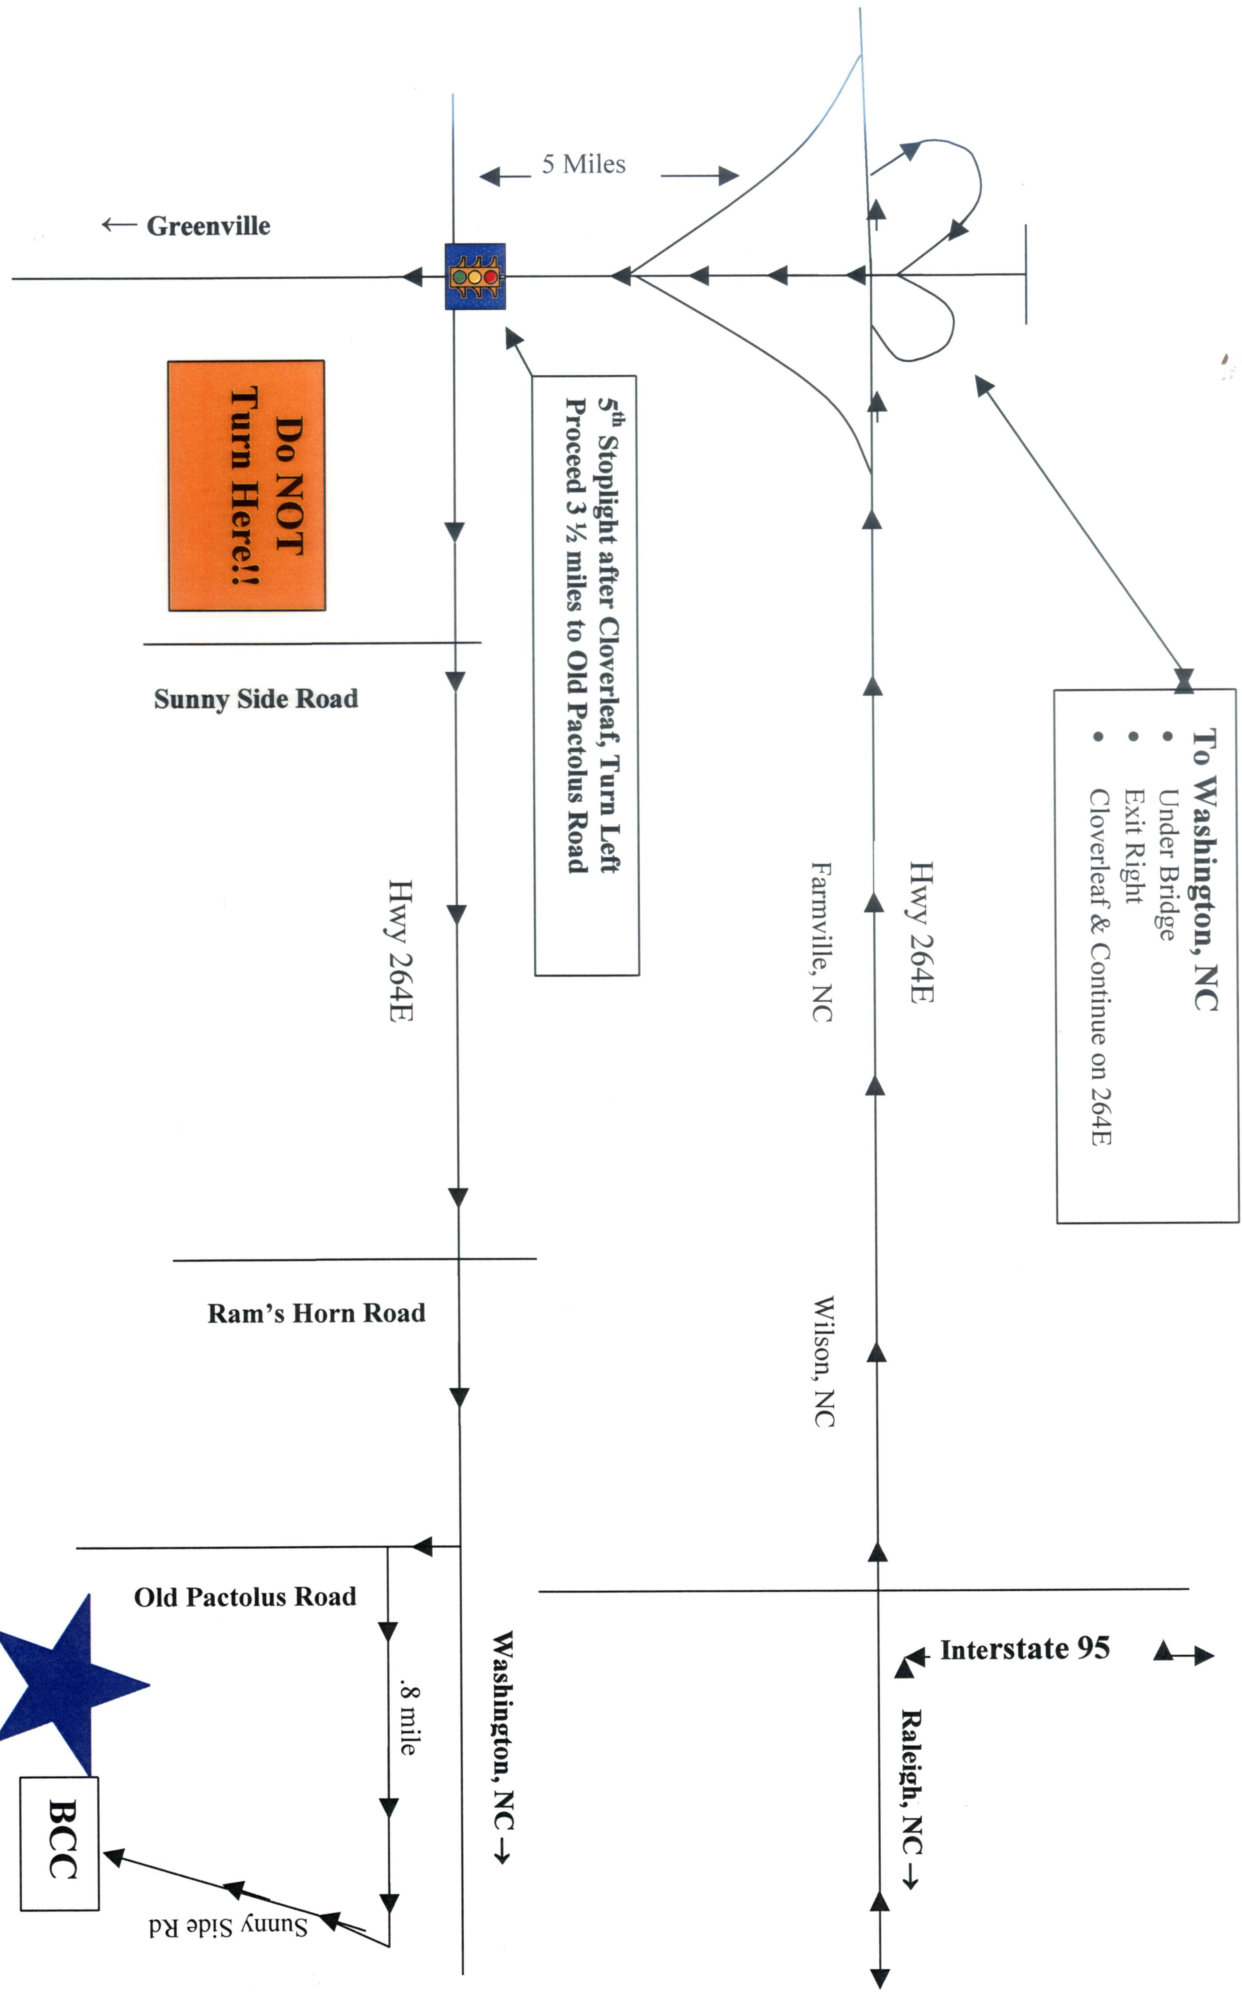 To Washington, NC
• Under Bridge
• Exit Right
• Cloverleaf & Continue on 264E
Interstate 95
Raleigh, NC →
Hwy 264E
Farmville, NC
Wilson, NC
5 Miles
5th Stoplight after Cloverleaf, Turn Left
Proceed 3 ½ miles to Old Pactolus Road
← Greenville
Do NOT
Turn Here!!
Sunny Side Road
Hwy 264E
Ram's Horn Road
Washington, NC →
Old Pactolus Road
.8 mile
Sunny Side Rd
BCC